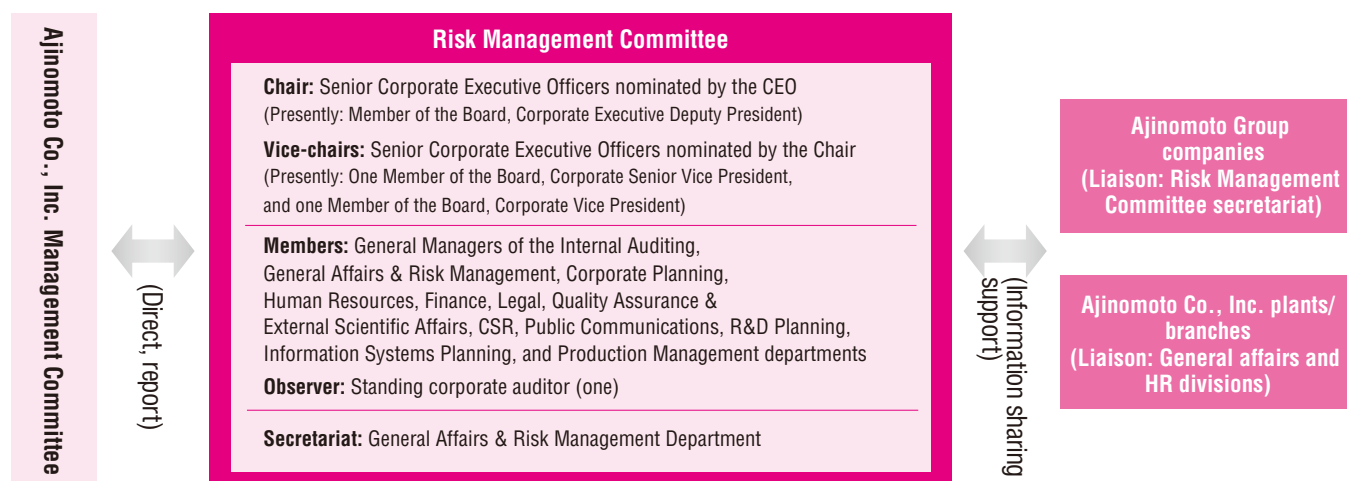 Ajinomoto Co., Inc. Management Committee
(Direct, report)
Risk Management Committee
Chair: Senior Corporate Executive Officers nominated by the CEO
(Presently: Member of the Board, Corporate Executive Deputy President)
Vice-chairs: Senior Corporate Executive Officers nominated by the Chair
(Presently: One Member of the Board, Corporate Senior Vice President,
and one Member of the Board, Corporate Vice President)
Members: General Managers of the Internal Auditing,
General Affairs & Risk Management, Corporate Planning,
Human Resources, Finance, Legal, Quality Assurance &
External Scientific Affairs, CSR, Public Communications, R&D Planning,
Information Systems Planning, and Production Management departments
Observer: Standing corporate auditor (one)
Secretariat: General Affairs & Risk Management Department
(Information sharing
support)
Ajinomoto Group
companies
(Liaison: Risk Management
Committee secretariat)
Ajinomoto Co., Inc. plants/
branches
(Liaison: General affairs and
HR divisions)